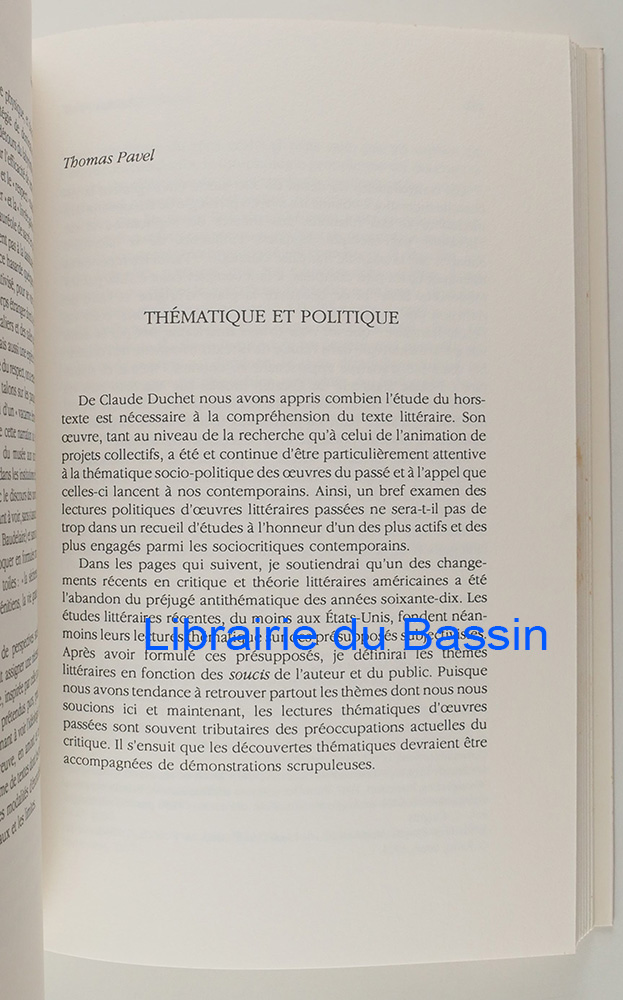 Thomas Pavel
THÉMATIQUE ET POLITIQUE
De Claude Duchet nous avons appris combien l'étude du hors-
texte est nécessaire à la compréhension du texte littéraire. Son
œuvre, tant au niveau de la recherche qu'à celui de l'animation de
projets collectifs, a été et continue d'être particulièrement attentive
à la thématique socio-politique des œuvres du passé et à l'appel que
celles-ci lancent à nos contemporains. Ainsi, un bref examen des
lectures politiques d'œuvres littéraires passées ne sera-t-il pas de
trop dans un recueil d'études à l'honneur d'un des plus actifs et des
plus engagés parmi les sociocritiques contemporains.
Dans les pages qui suivent, je soutiendrai qu'un des change-
ments récents en critique et théorie littéraires américaines a été
l'abandon du préjugé antithématique des années soixante-dix. Les
études littéraires récentes, du moins aux États-Unis, fondent néan-
moins leurs lectures thématiques sur des présupposés subjectivistes.
Librairie du Bassin
Après avoir formulé ces présupposés, je définirai les thèmes
littéraires en fonction des soucis de l'auteur et du public. Puisque
nous avons tendance à retrouver partout les thèmes dont nous nous
soucions ici et maintenant, les lectures thématiques d'œuvres
passées sont souvent tributaires des préoccupations actuelles du
critique. Il s'ensuit que les découvertes thématiques devraient être
accompagnées de démonstrations scrupuleuses.